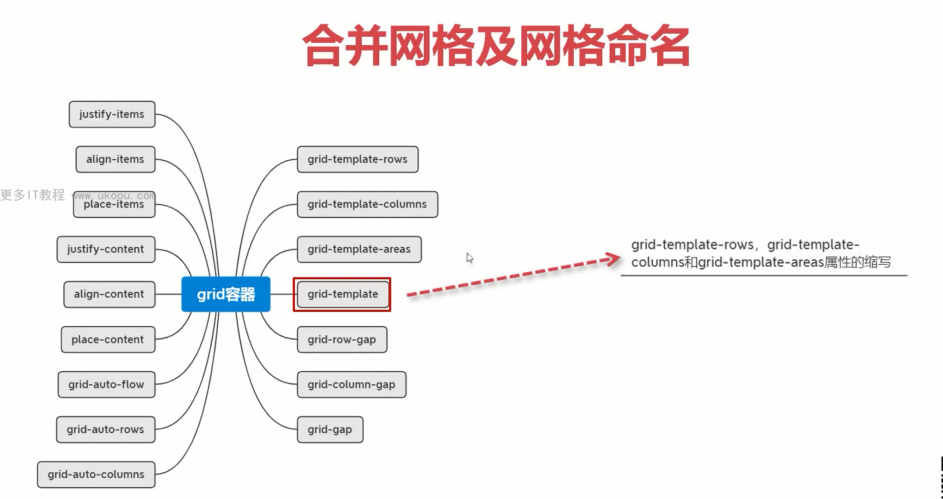 合并网格及网格命名
justify-items
align-items
更多IT教程 www.ukoou.com
place-items
justify-content
align-content
place-content
grid-auto-flow
grid-auto-rows
grid-auto-columns
grid容器
grid-template-rows
grid-template-columns
grid-template-areas
grid-template
grid-row-gap
grid-column-gap
grid-gap
grid-template-rows，grid-template-
columns和grid-template-areas属性的缩写